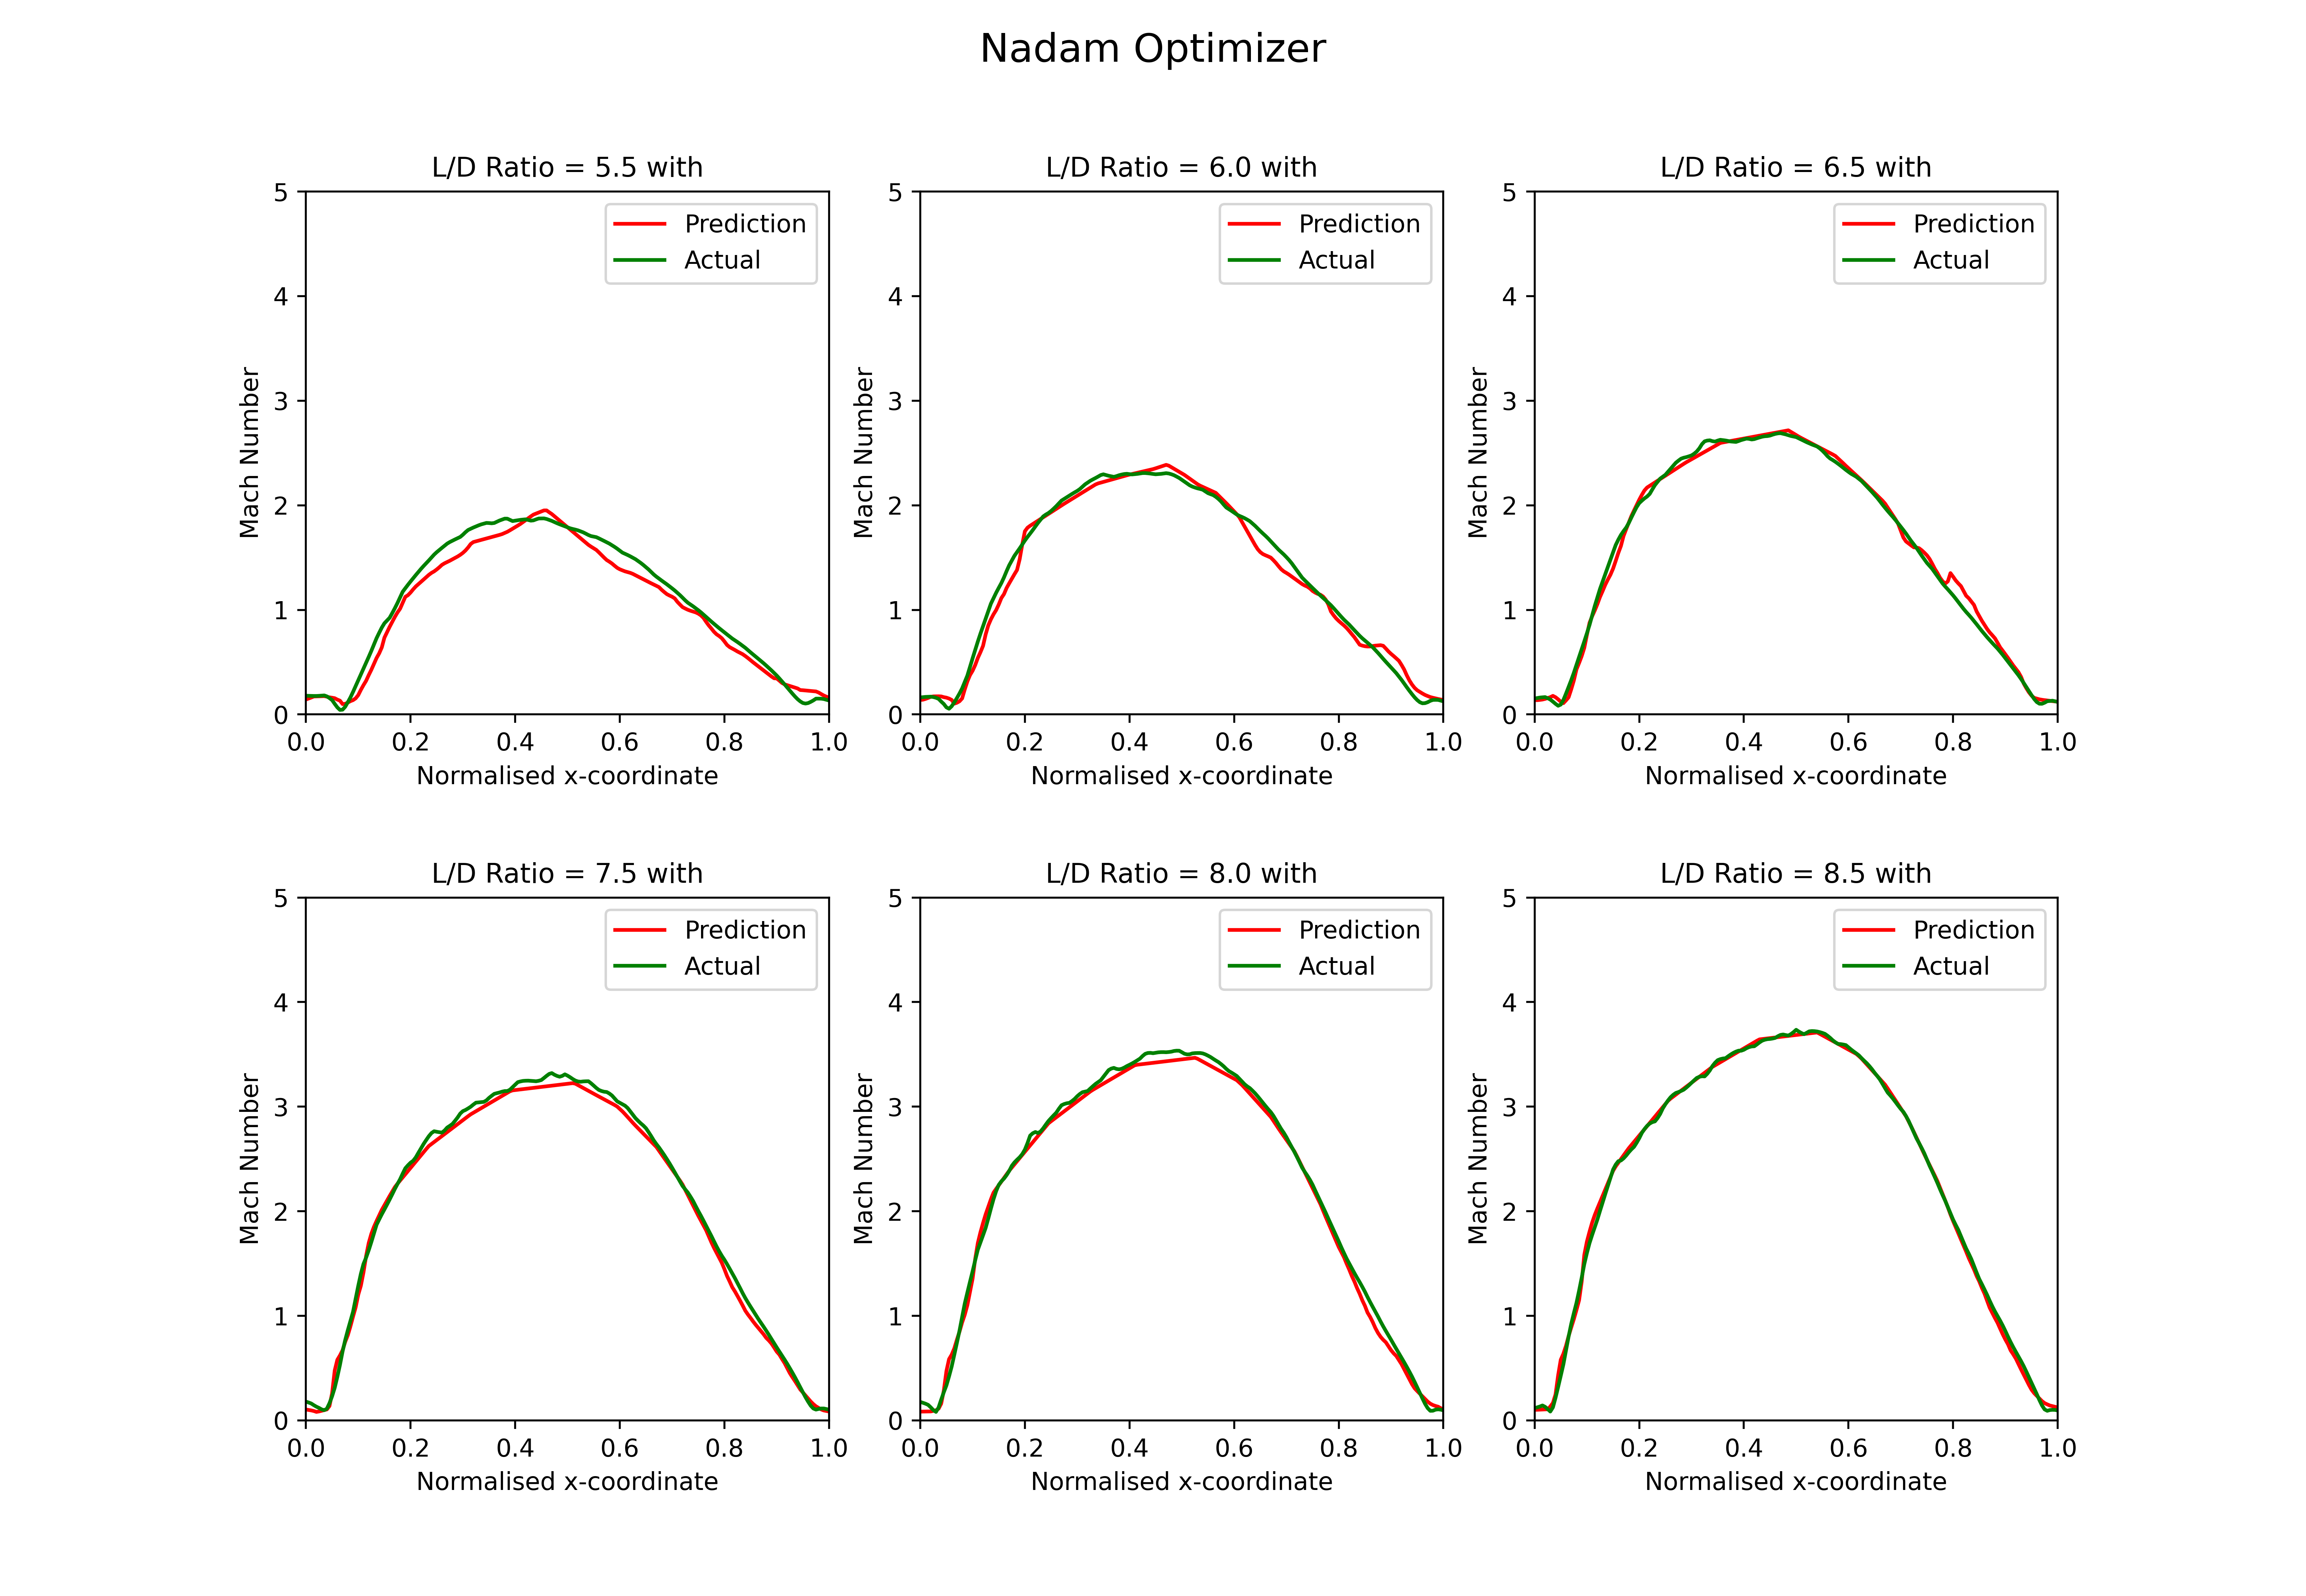 Nadam Optimizer
L/D Ratio = 5.5 with
5
4
3
2
1
0
Mach Number
Prediction
Actual
0.0 0.2 0.4 0.6 0.8 1.0
Normalised x-coordinate
L/D Ratio = 6.0 with
5
4
3
2
1
0
Mach Number
Prediction
Actual
0.0 0.2 0.4 0.6 0.8 1.0
Normalised x-coordinate
L/D Ratio = 6.5 with
5
4
3
2
1
0
Mach Number
Prediction
Actual
0.0 0.2 0.4 0.6 0.8 1.0
Normalised x-coordinate
L/D Ratio = 7.5 with
5
4
3
2
1
0
Mach Number
Prediction
Actual
0.0 0.2 0.4 0.6 0.8 1.0
Normalised x-coordinate
L/D Ratio = 8.0 with
5
4
3
2
1
0
Mach Number
Prediction
Actual
0.0 0.2 0.4 0.6 0.8 1.0
Normalised x-coordinate
L/D Ratio = 8.5 with
5
4
3
2
1
0
Mach Number
Prediction
Actual
0.0 0.2 0.4 0.6 0.8 1.0
Normalised x-coordinate